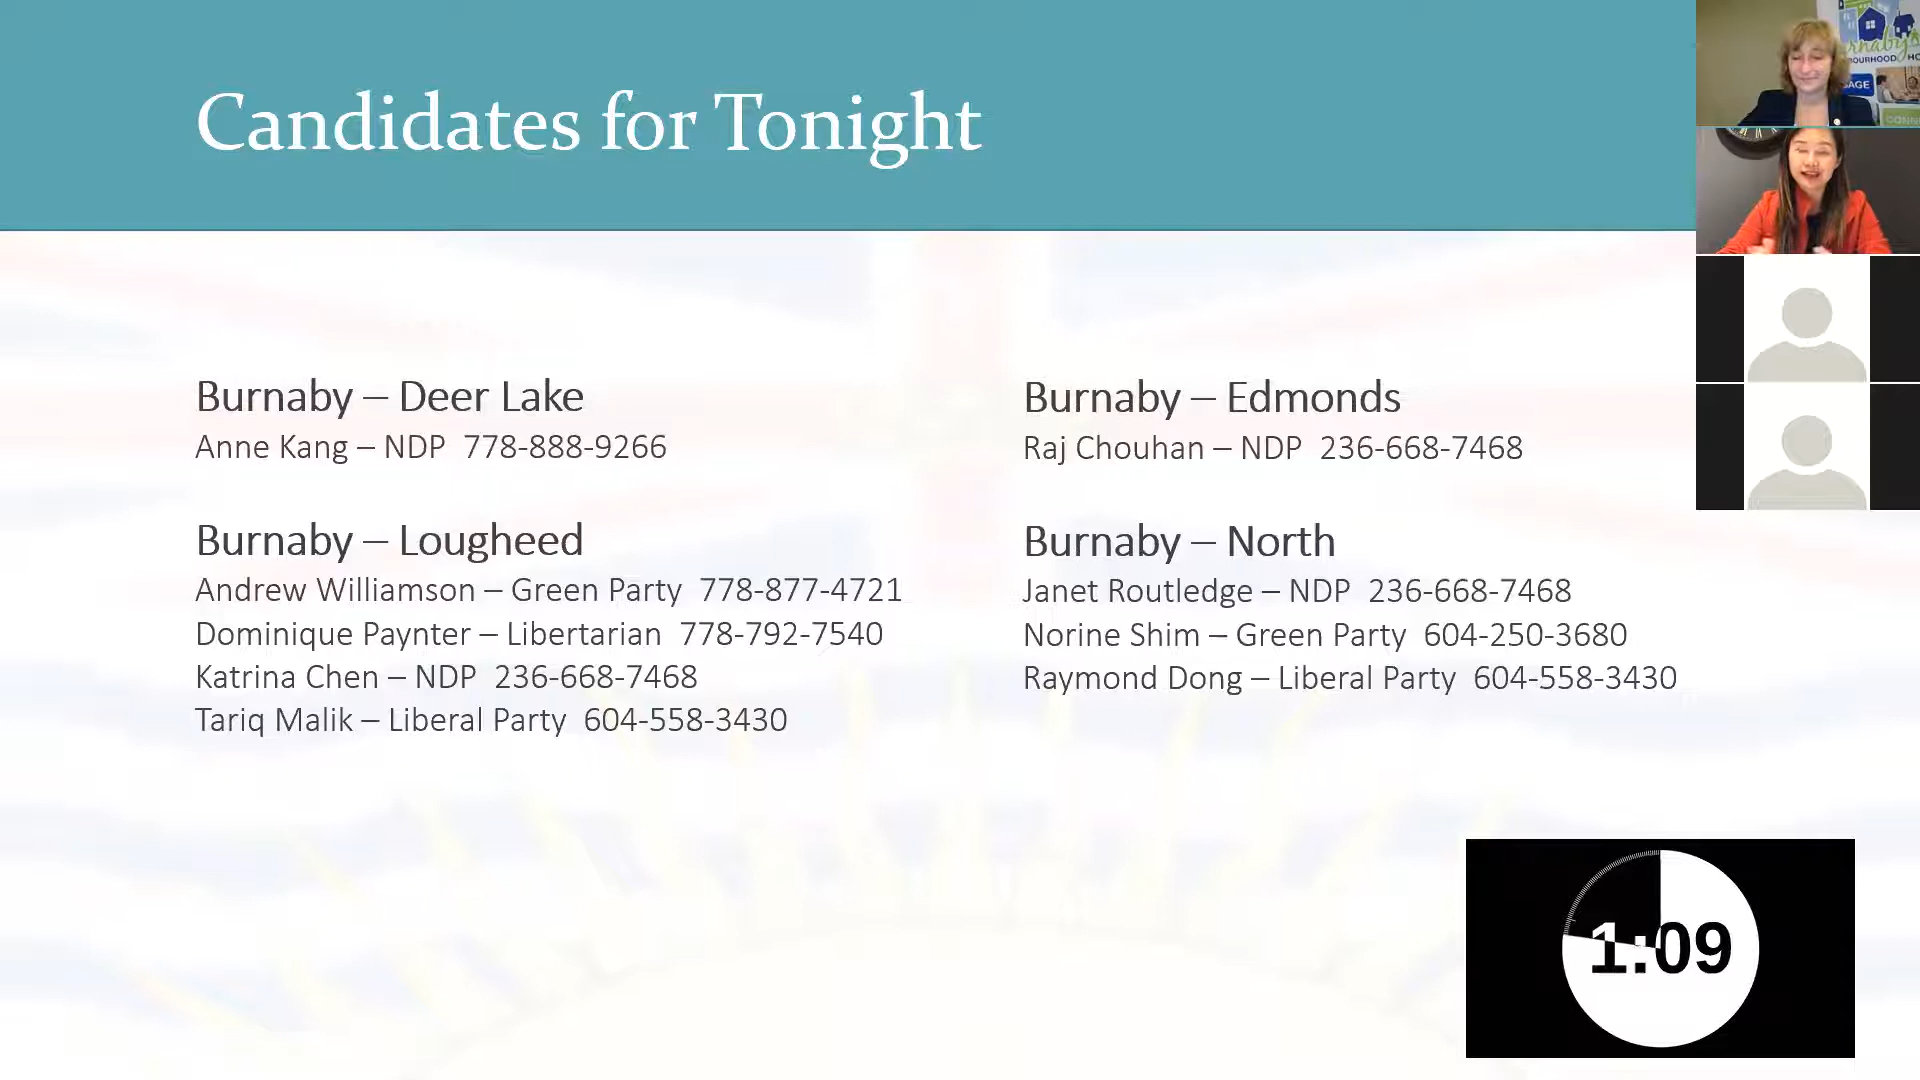 Candidates for Tonight
Burnaby – Deer Lake
Anne Kang – NDP 778-888-9266
Burnaby – Lougheed
Andrew Williamson – Green Party 778-877-4721
Dominique Paynter – Libertarian 778-792-7540
Katrina Chen – NDP 236-668-7468
Tariq Malik – Liberal Party 604-558-3430
Burnaby – Edmonds
Raj Chouhan – NDP 236-668-7468
Burnaby – North
Janet Routledge – NDP 236-668-7468
Norine Shim – Green Party 604-250-3680
Raymond Dong – Liberal Party 604-558-3430
1:09